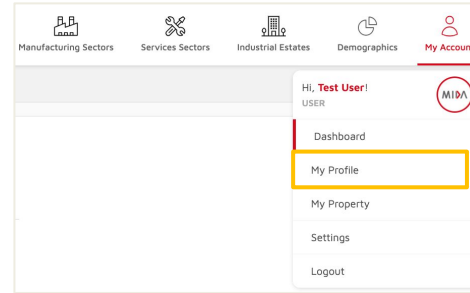 Manufacturing Sectors
Services Sectors
Industrial Estates
Demographics
My Accoun
Hi, Test User!
USER
MIDA
Dashboard
My Profile
My Property
Settings
Logout